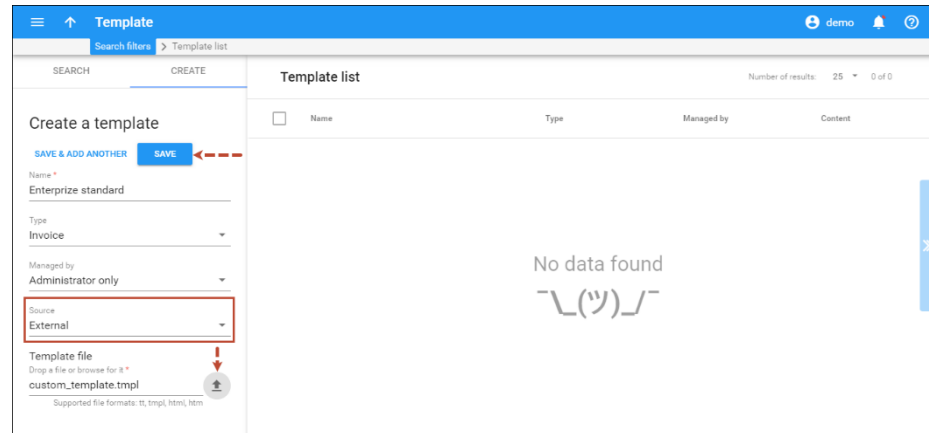 Template
demo
Search filters > Template list
SEARCH CREATE
Template list
Number of results: 25 0 of 0
Name Type Managed by Content
Create a template
SAVE & ADD ANOTHER SAVE
Name *
Enterprize standard
Type
Invoice
Managed by
Administrator only
Source
External
Template file
Drop a file or browse for it *
custom_template.tmpl
Supported file formats: tt, tmpl, html, htm
No data found
¯\_(ツ)_/¯